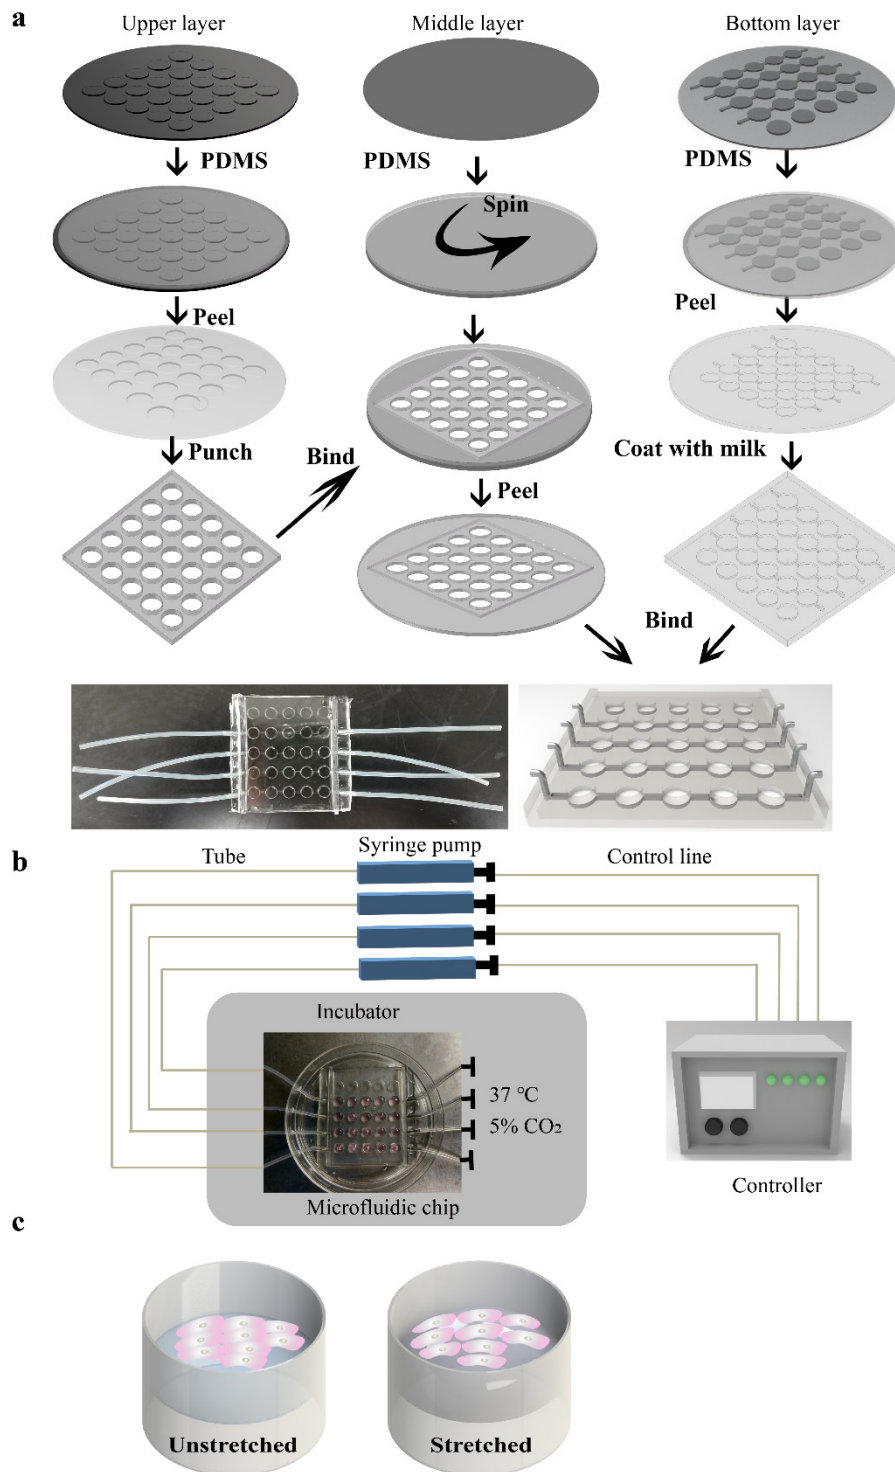 a
Upper layer
Middle layer
Bottom layer
PDMS
PDMS
PDMS
Spin
Peel
Peel
Punch
Bind
Coat with milk
Peel
Bind
b
Tube
Syringe pump
Control line
Incubator
37 ℃
5% CO₂
Microfluidic chip
Controller
c
Unstretched
Stretched